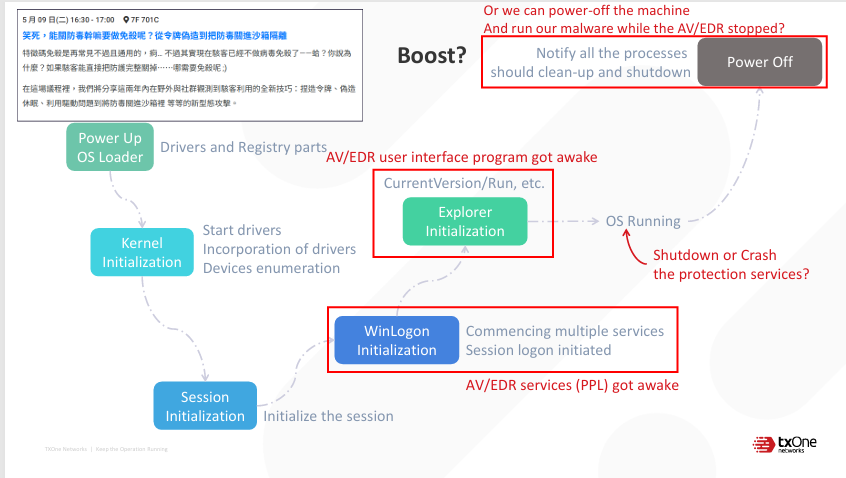 5 月 09 日(二) 16:30 - 17:00 7F 701C
笑死，能關防毒幹嘛要做免殺呢？從令牌偽造到把防毒關進沙箱隔離
特徵碼免殺是再常見不過且通用的，痾... 不過其實現在駭客已經不做病毒免殺了——蛤？你說為
什麼？如果駭客能直接把防護完整關掉......哪需要免殺呢 ;)
在這場議程裡，我們將分享這兩年內在野外與社群觀測到駭客利用的全新技巧：捏造令牌、偽造
休眠、利用驅動問題到將防毒關進沙箱裡 等等的新型態攻擊。
Boost?
Or we can power-off the machine
And run our malware while the AV/EDR stopped?
Notify all the processes
should clean-up and shutdown
Power Off
Power Up
OS Loader
Drivers and Registry parts
AV/EDR user interface program got awake
CurrentVersion/Run, etc.
Explorer
Initialization
OS Running
Kernel
Initialization
Start drivers
Incorporation of drivers
Devices enumeration
Shutdown or Crash
the protection services?
WinLogon
Initialization
Commencing multiple services
Session logon initiated
AV/EDR services (PPL) got awake
Session
Initialization
Initialize the session
TXOne Networks | Keep the Operation Running
txOne
networks